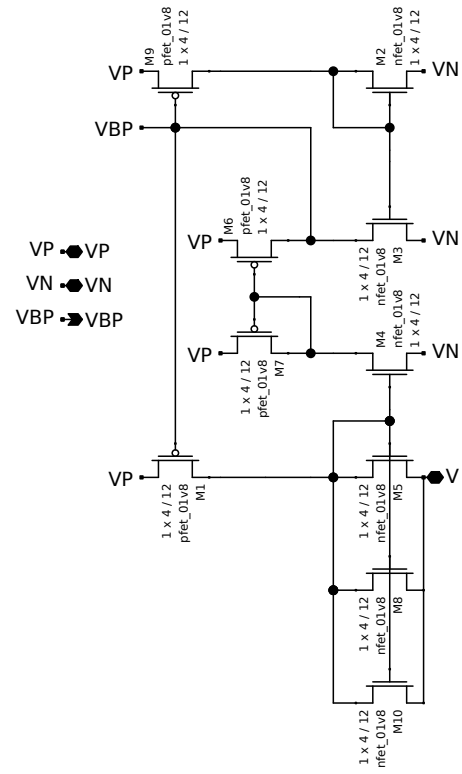 M9
pfet_01v8
1 x 4 / 12
M2
nfet_01v8
1 x 4 / 12
VP
VN
VBP
M6
pfet_01v8
1 x 4 / 12
VP
1 x 4 / 12
nfet_01v8
M3
VN
VP VP
VN VN
VBP VBP
VP
1 x 4 / 12
pfet_01v8
M7
M4
nfet_01v8
1 x 4 / 12
VN
VP
1 x 4 / 12
pfet_01v8
M1
1 x 4 / 12
nfet_01v8
M5
V
1 x 4 / 12
nfet_01v8
M8
1 x 4 / 12
nfet_01v8
M10